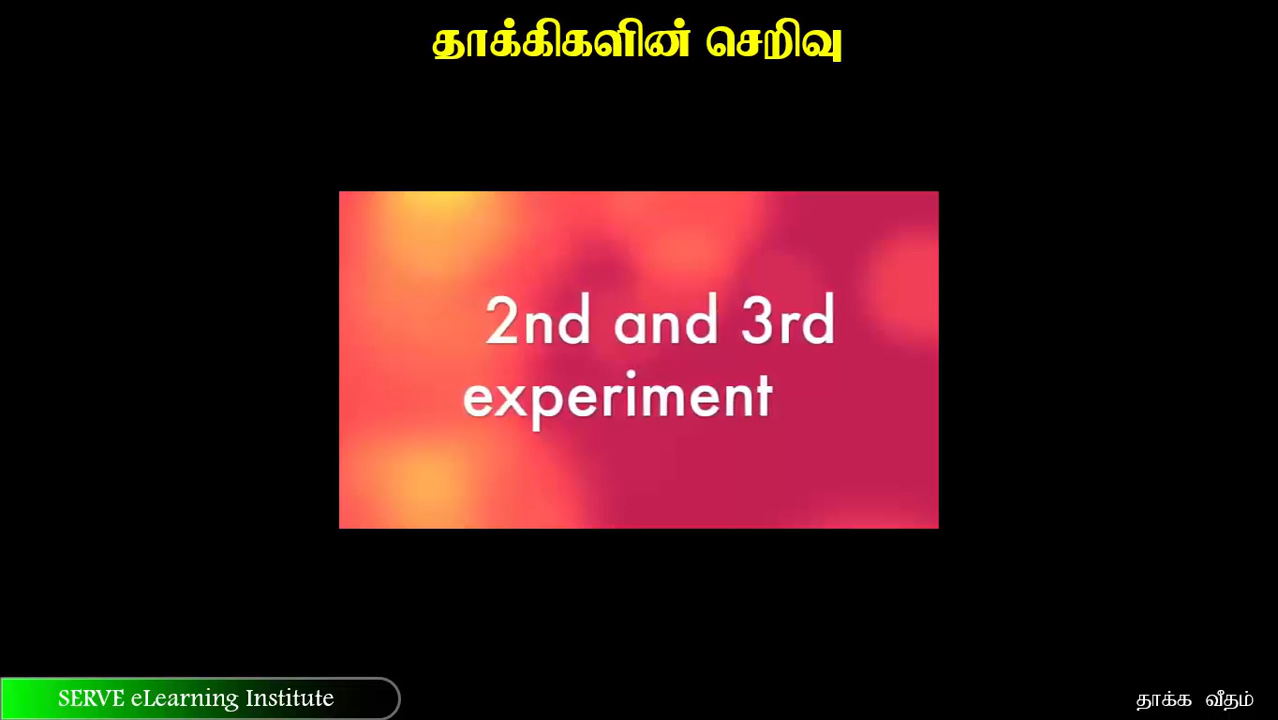 தாக்கிகளின் செறிவு
2nd and 3rd
experiment
SERVE eLearning Institute
தாக்க வீதம்